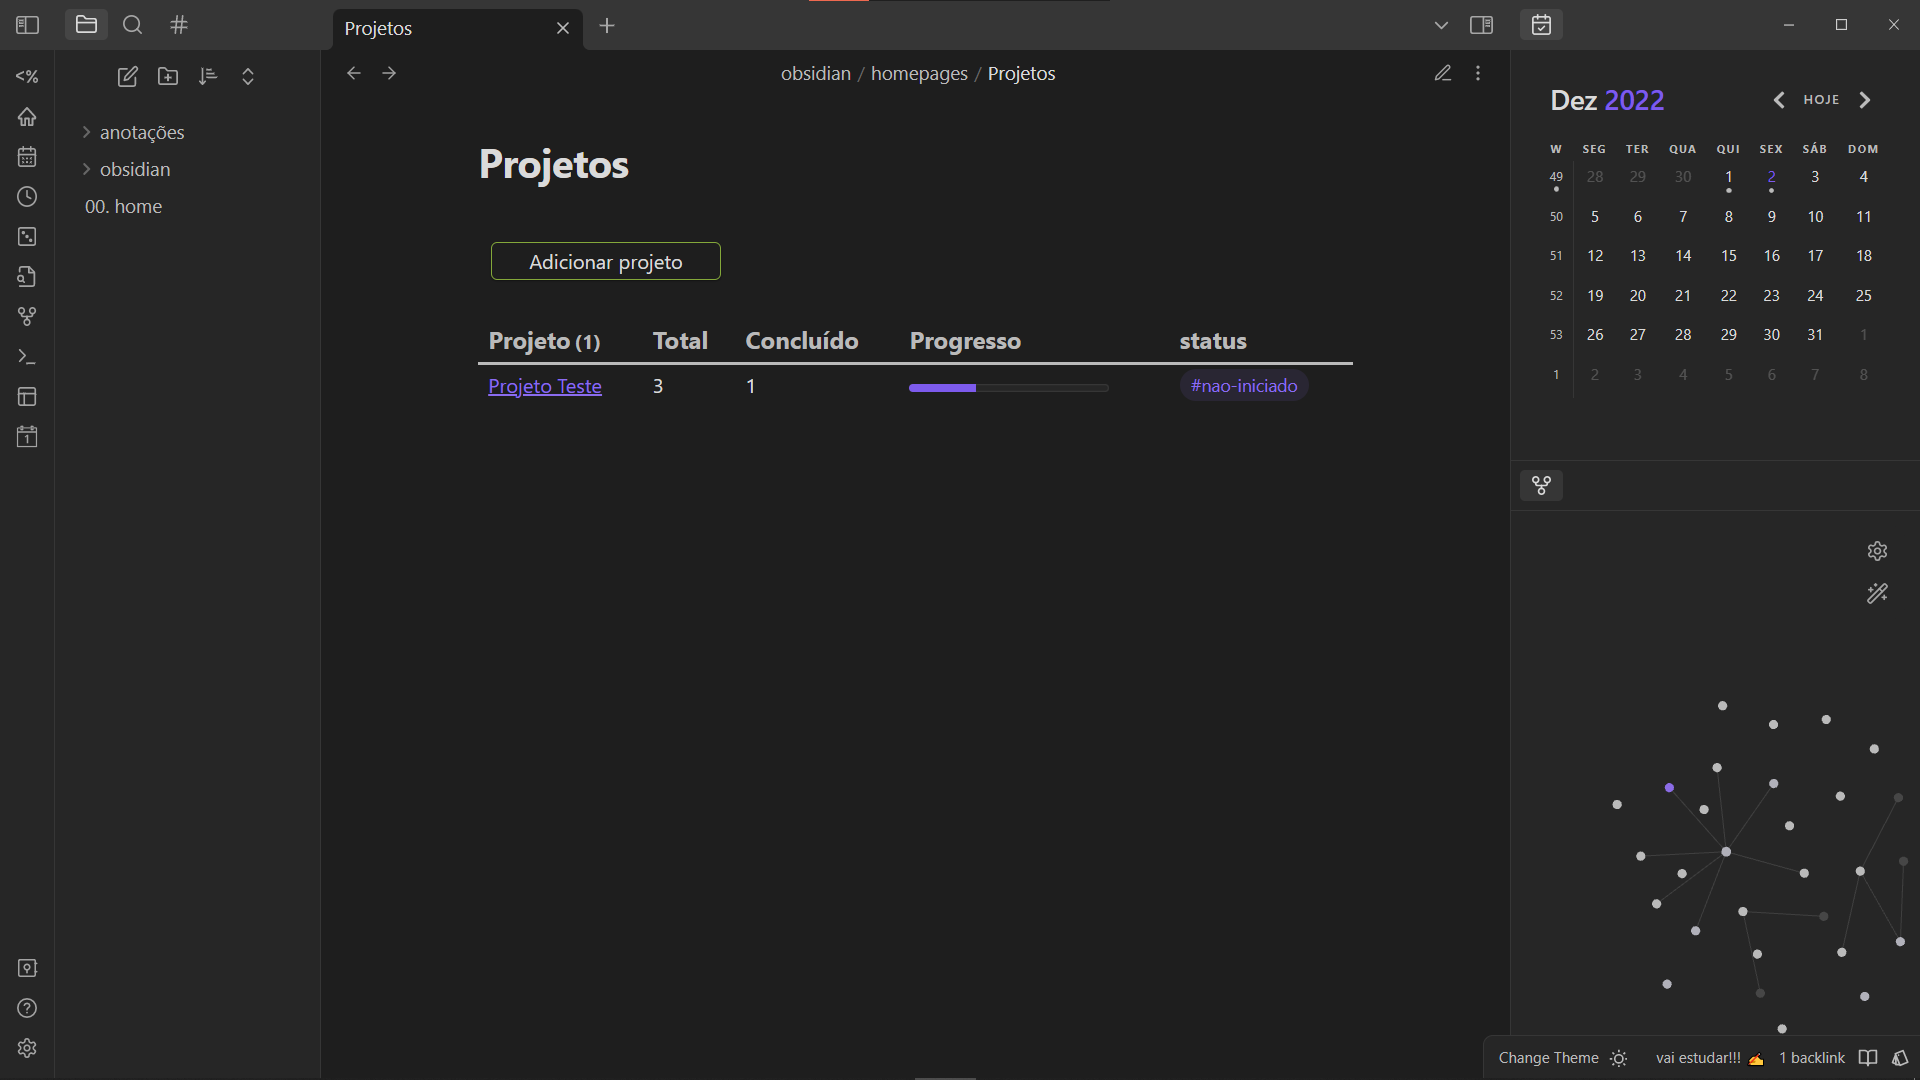 Projetos
<%
obsidian / homepages / Projetos
anotações
obsidian
00. home
Projetos
Adicionar projeto
Projeto (1) Total Concluído Progresso status
Projeto Teste 3 1 #nao-iniciado
Dez 2022 HOJE
W SEG TER QUA QUI SEX SÁB DOM
49 28 29 30 1 2 3 4
50 5 6 7 8 9 10 11
51 12 13 14 15 16 17 18
52 19 20 21 22 23 24 25
53 26 27 28 29 30 31 1
1 2 3 4 5 6 7 8
1
Change Theme vai estudar!!! ✍️ 1 backlink